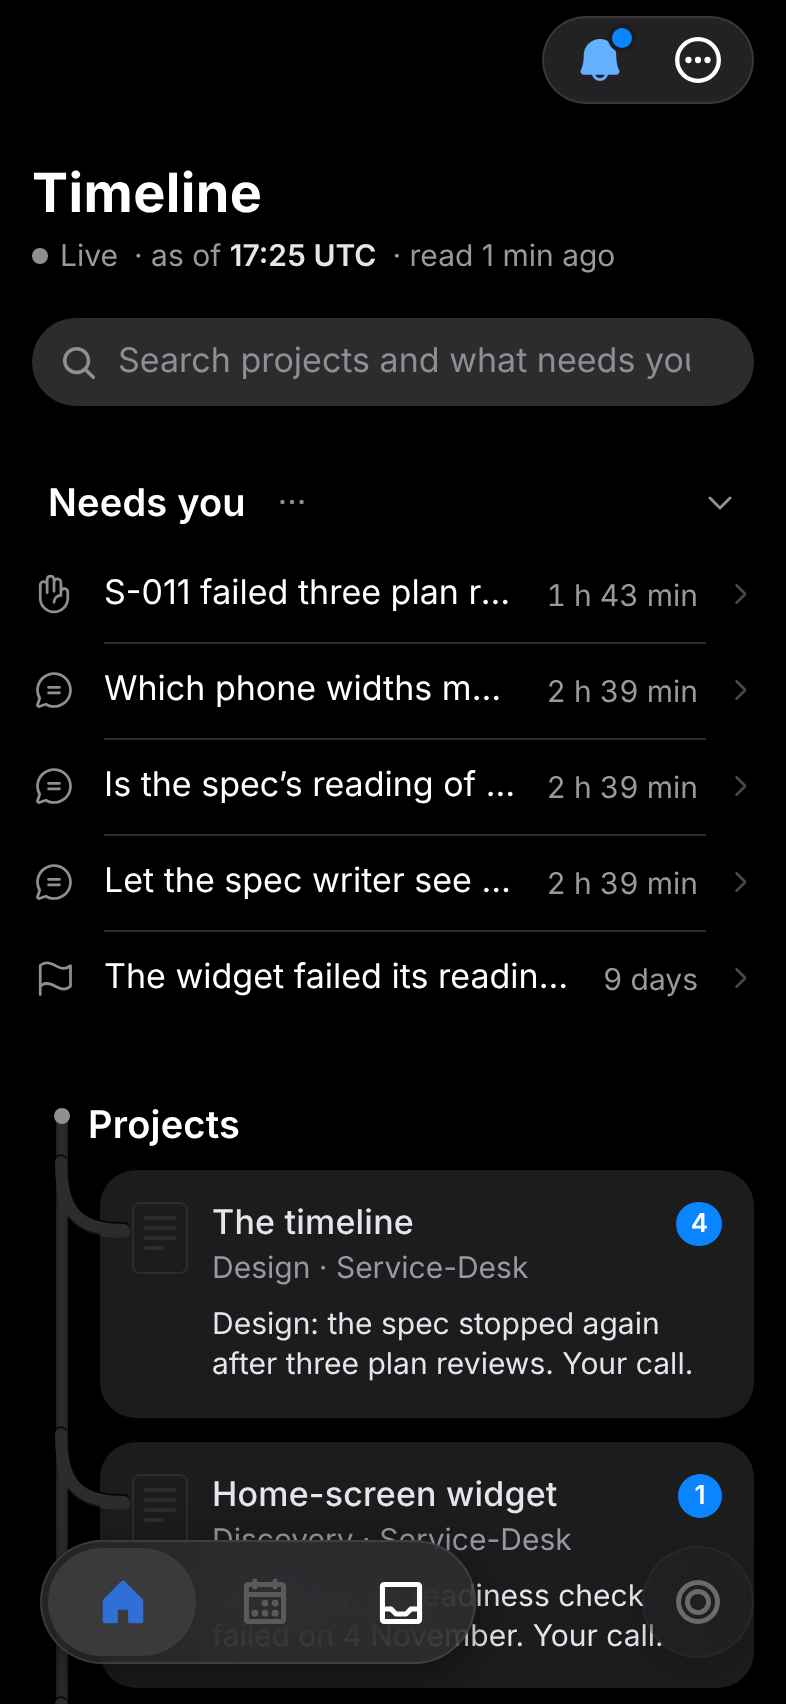 Timeline
Live · as of 17:25 UTC · read 1 min ago
Search projects and what needs you
Needs you ...
S-011 failed three plan r... 1 h 43 min
Which phone widths m... 2 h 39 min
Is the spec’s reading of ... 2 h 39 min
Let the spec writer see ... 2 h 39 min
The widget failed its readin... 9 days
Projects
The timeline 4
Design · Service-Desk
Design: the spec stopped again
after three plan reviews. Your call.
Home-screen widget 1
Discovery · Service-Desk
readiness check
failed on 4 November. Your call.